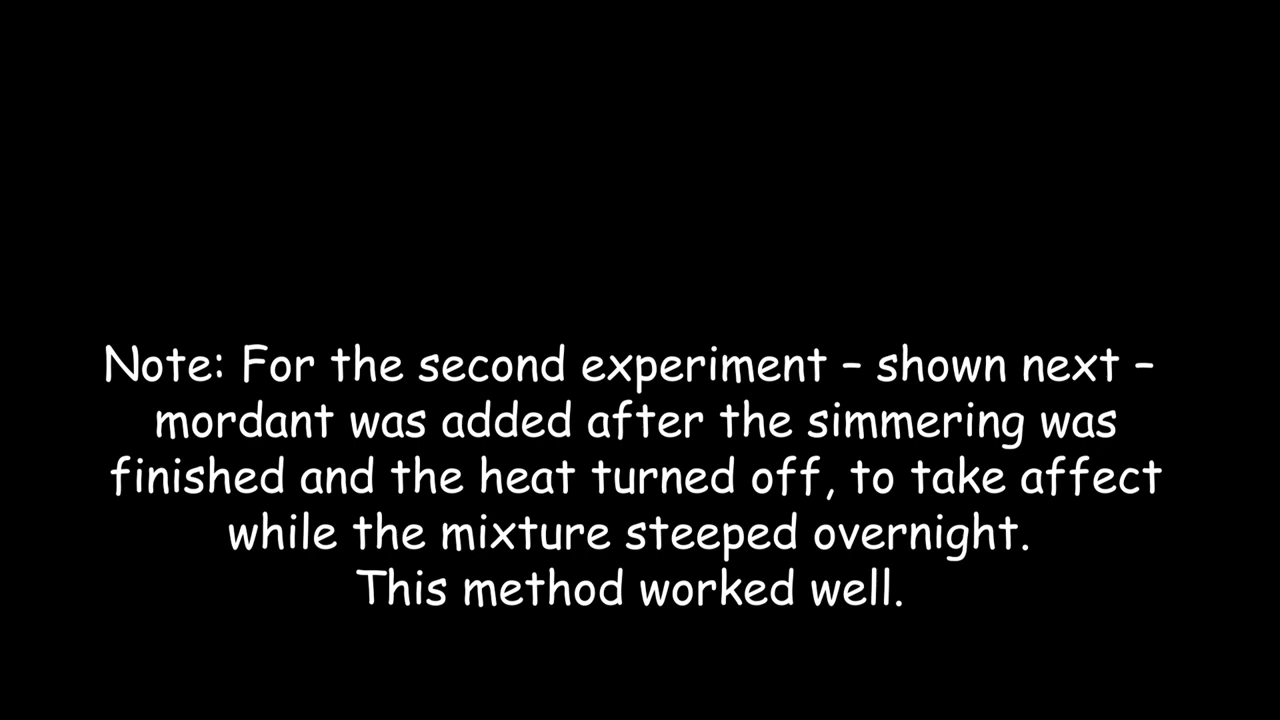 Note: For the second experiment – shown next –
mordant was added after the simmering was
finished and the heat turned off, to take affect
while the mixture steeped overnight.
This method worked well.